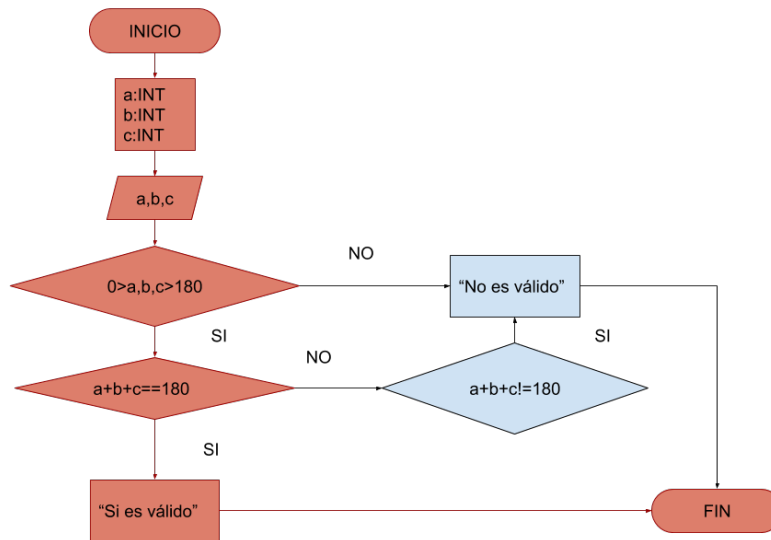 INICIO
a:INT
b:INT
c:INT
a,b,c
0>a,b,c>180
NO
“No es válido”
SI
SI
a+b+c==180
NO
a+b+c!=180
SI
“Si es válido”
FIN